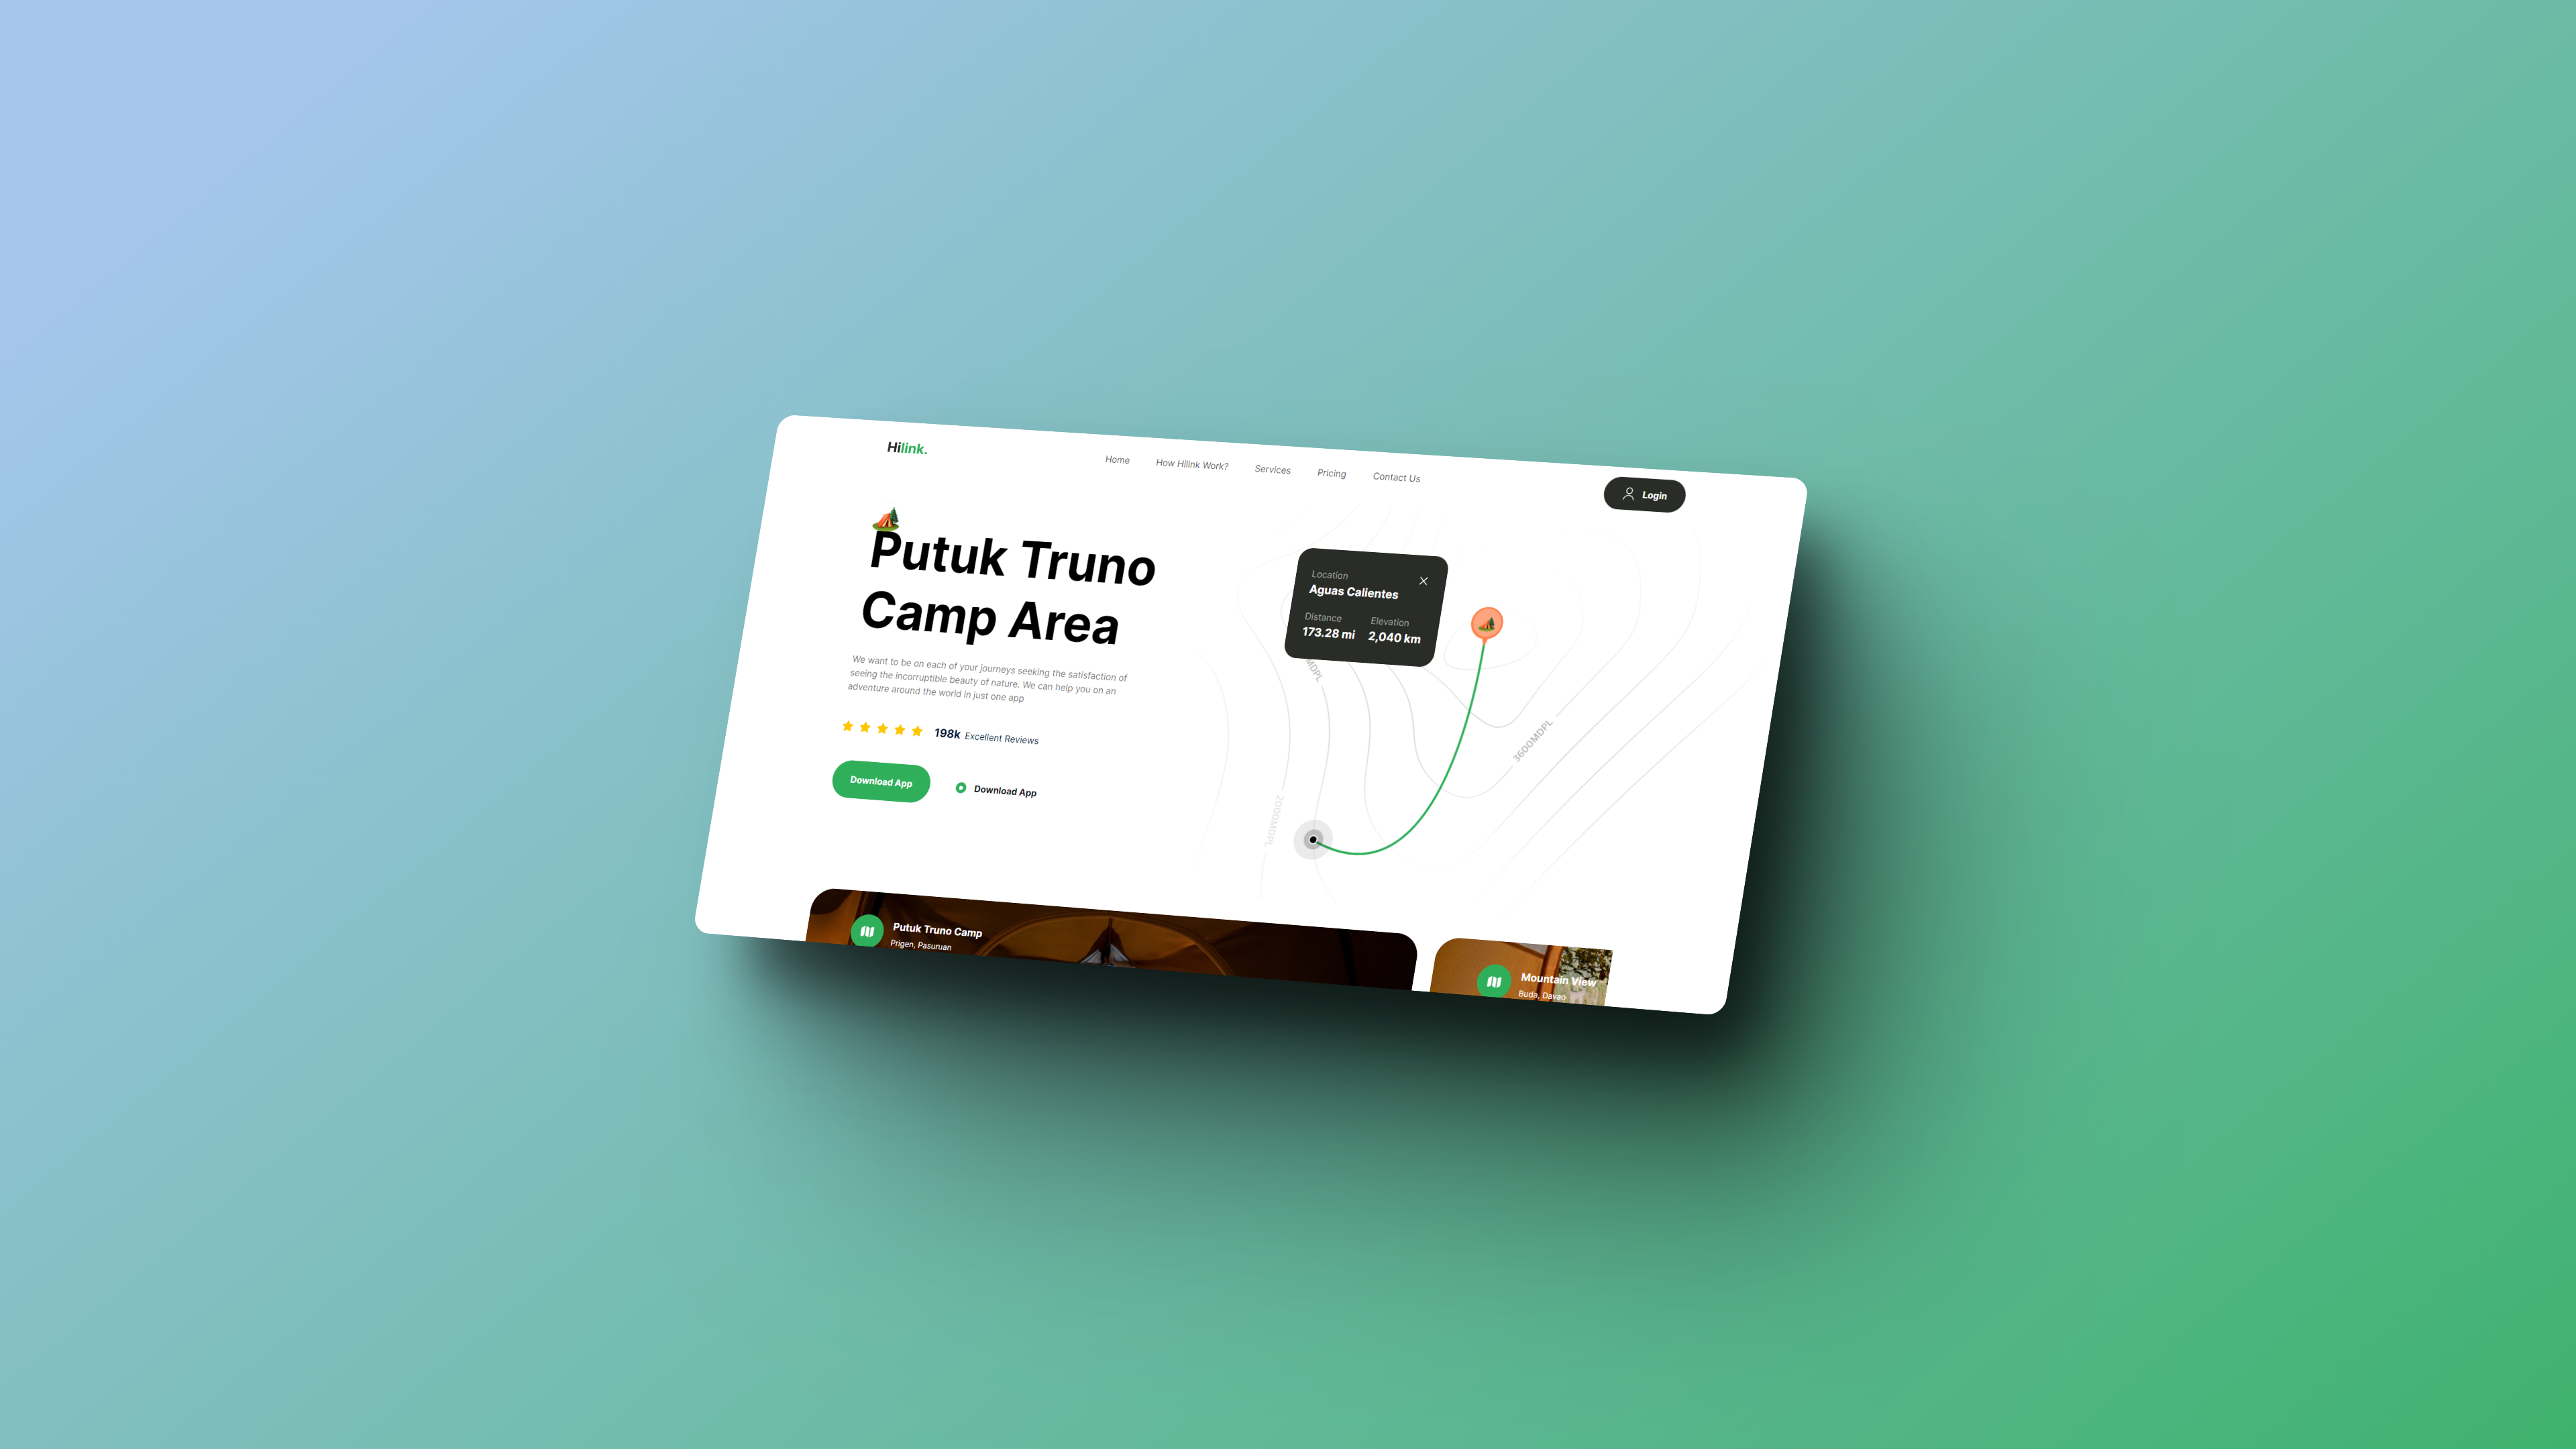 Hilink.
Home How Hilink Work? Services Pricing Contact Us
Login
Putuk Truno
Camp Area
We want to be on each of your journeys seeking the satisfaction of
seeing the incorruptible beauty of nature. We can help you on an
adventure around the world in just one app
198k Excellent Reviews
Download App
Download App
Location
Aguas Calientes
Distance Elevation
173.28 mi 2,040 km
MDPL
3600MDPL
2000MDPL
Putuk Truno Camp
Prigen, Pasuruan
Mountain View
Buda, Davao